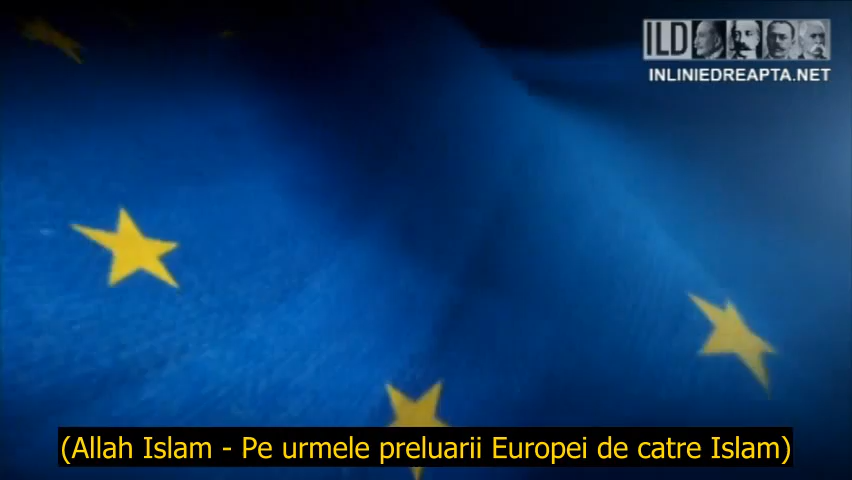 ILD
INLINIEDREAPTA.NET
(Allah Islam - Pe urmele preluarii Europei de catre Islam)